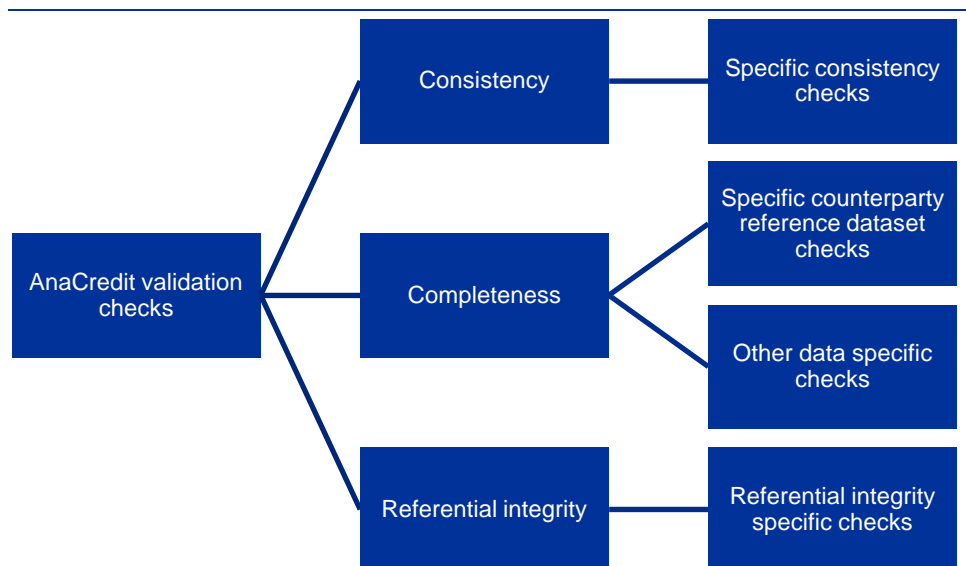 Consistency
Specific consistency
checks
Specific counterparty
reference dataset
checks
AnaCredit validation
checks
Completeness
Other data specific
checks
Referential integrity
Referential integrity
specific checks